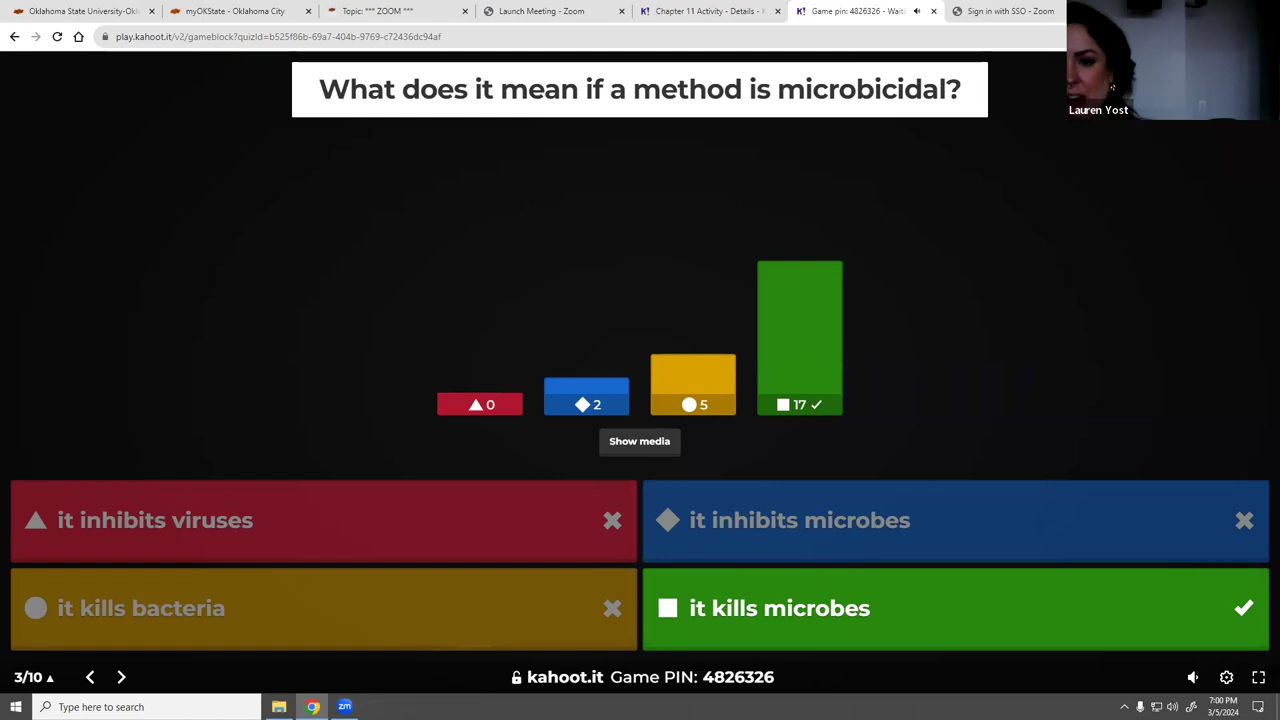 Oklahoma State University-Okl
myOKState - Oklahoma City
Topic: *** ZOOM ***
Launch Meeting - Zoom
K! Chapter 11 Activity - Details - K
K! Game pin: 4826326 - Waiti
Sign in with SSO - Zoom
play.kahoot.it/v2/gameblock?quizId=b525f86b-69a7-404b-9769-c72436dc94af
What does it mean if a method is microbicidal?
Lauren Yost
0
2
5
17
Show media
it inhibits viruses
it inhibits microbes
it kills bacteria
it kills microbes
3/10
kahoot.it Game PIN: 4826326
Type here to search
zm
7:00 PM
3/5/2024